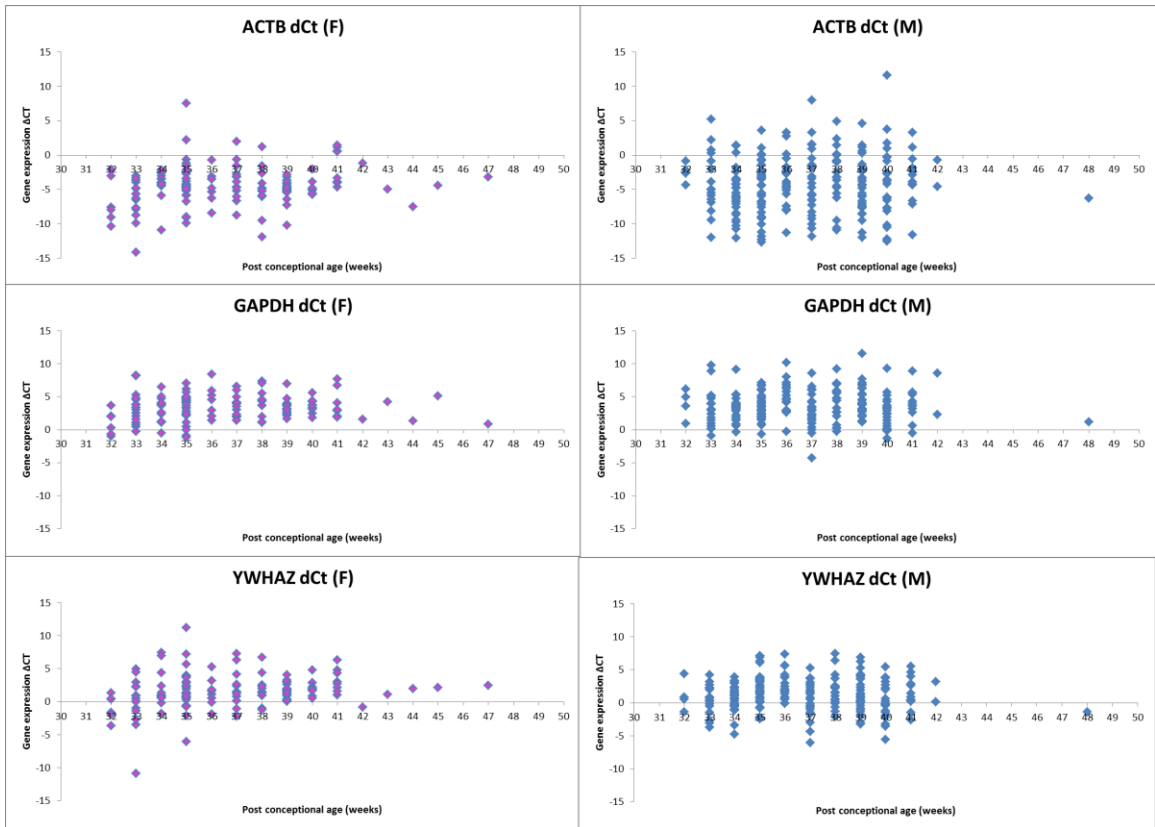 ACTB dCt (F)
15
10
5
0
-5
-10
-15
30 31 32 33 34 35 36 37 38 39 40 41 42 43 44 45 46 47 48 49 50
Gene expression ΔCT
Post conceptional age (weeks)
ACTB dCt (M)
15
10
5
0
-5
-10
-15
30 31 32 33 34 35 36 37 38 39 40 41 42 43 44 45 46 47 48 49 50
Gene expression ΔCT
Post conceptional age (weeks)
GAPDH dCt (F)
15
10
5
0
-5
-10
-15
30 31 32 33 34 35 36 37 38 39 40 41 42 43 44 45 46 47 48 49 50
Gene expression ΔCT
Post conceptional age (weeks)
GAPDH dCt (M)
15
10
5
0
-5
-10
-15
30 31 32 33 34 35 36 37 38 39 40 41 42 43 44 45 46 47 48 49 50
Gene expression ΔCT
Post conceptional age (weeks)
YWHAZ dCt (F)
15
10
5
0
-5
-10
-15
30 31 32 33 34 35 36 37 38 39 40 41 42 43 44 45 46 47 48 49 50
Gene expression ΔCT
Post conceptional age (weeks)
YWHAZ dCt (M)
15
10
5
0
-5
-10
-15
30 31 32 33 34 35 36 37 38 39 40 41 42 43 44 45 46 47 48 49 50
Gene expression ΔCT
Post conceptional age (weeks)